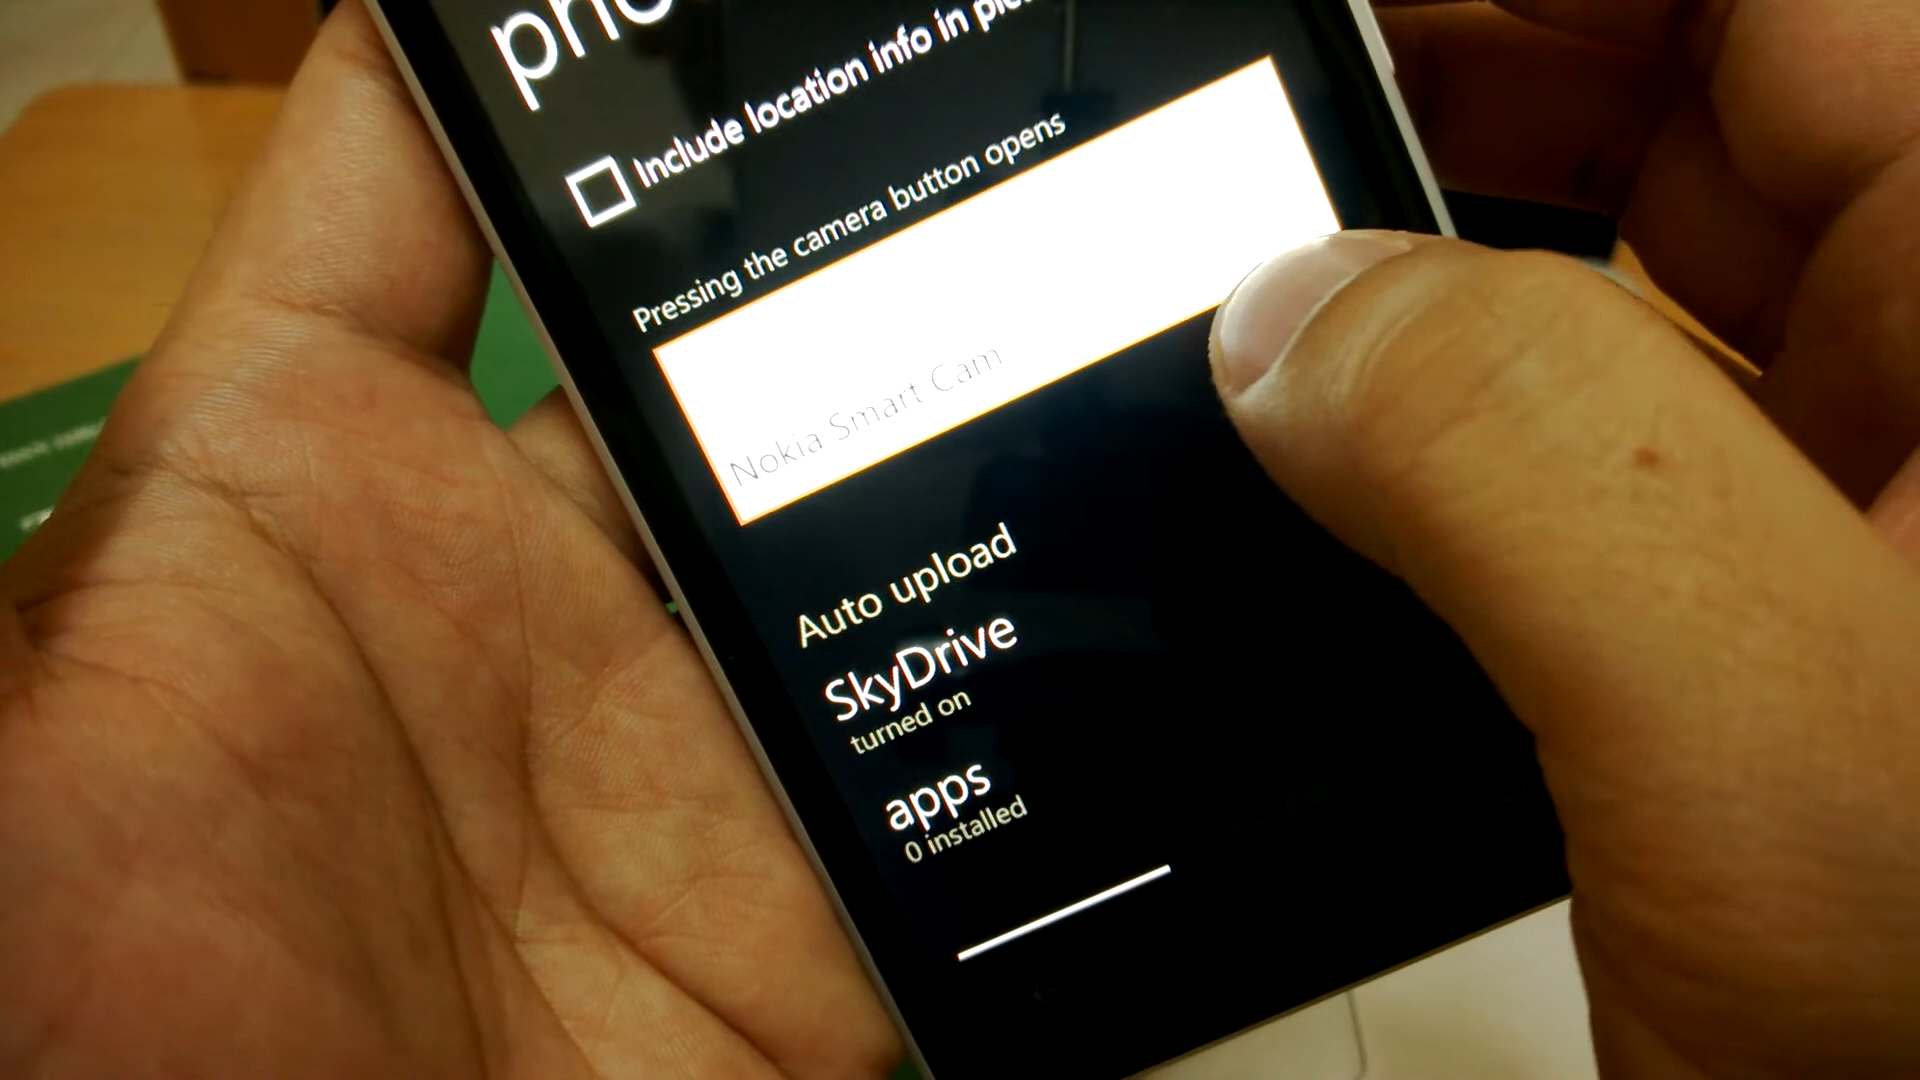 Include location info in
Pressing the camera button opens
Nokia Smart Cam
Auto upload
SkyDrive
turned on
apps
0 installed